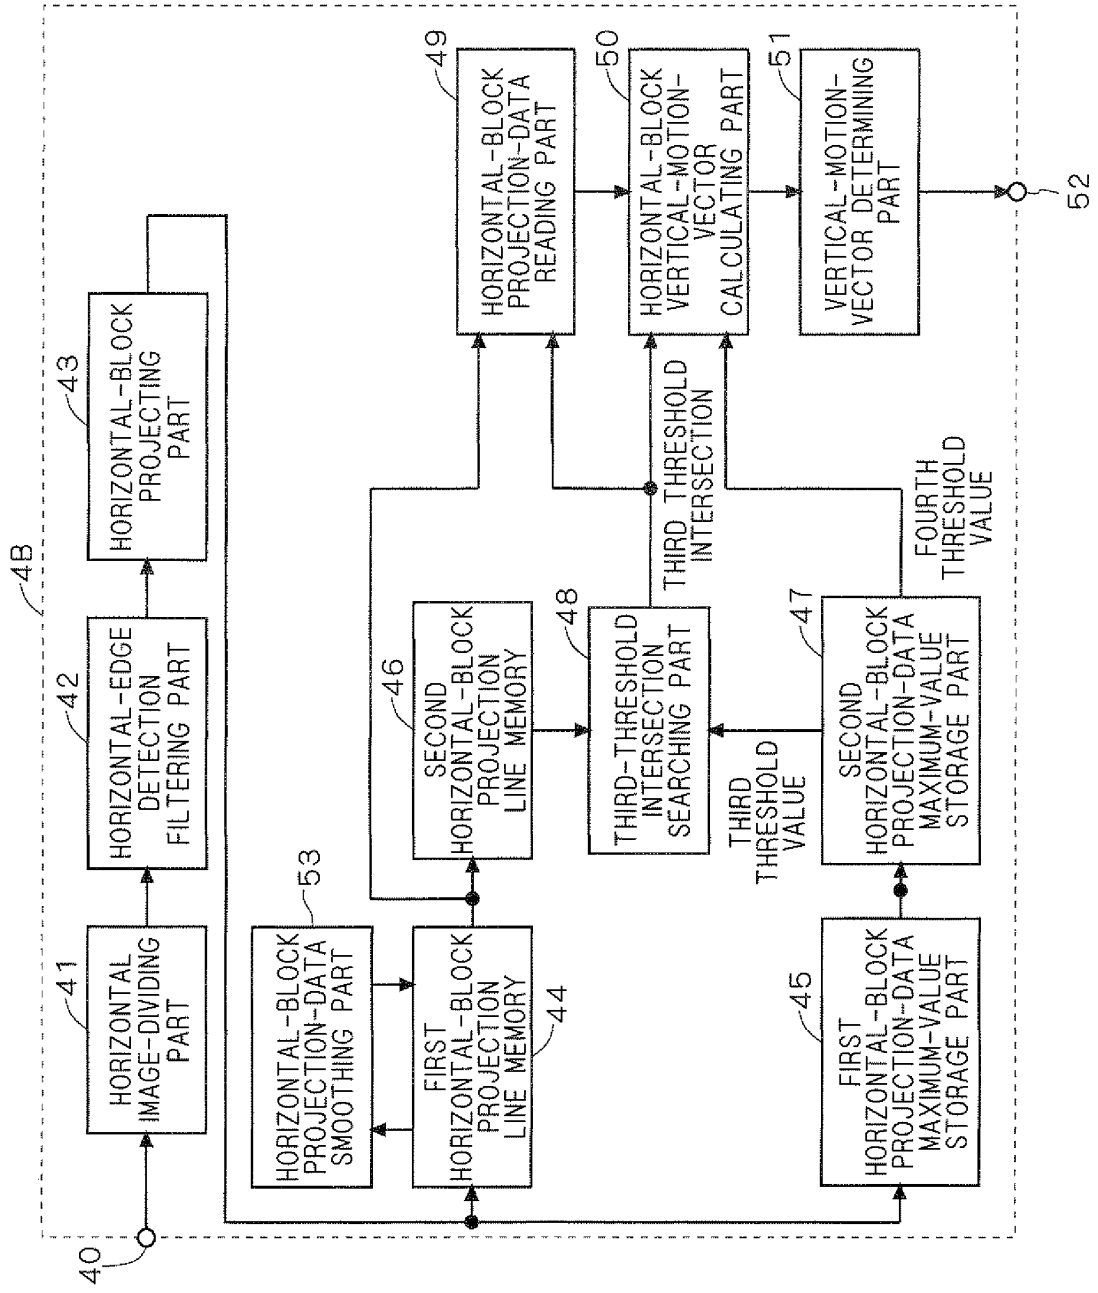 4B
40
41
HORIZONTAL
IMAGE-DIVIDING
PART
42
HORIZONTAL-EDGE
DETECTION
FILTERING PART
43
HORIZONTAL-BLOCK
PROJECTING
PART
53
HORIZONTAL-BLOCK
PROJECTION-DATA
SMOOTHING PART
FIRST
HORIZONTAL-BLOCK
PROJECTION
LINE MEMORY
44
46
SECOND
HORIZONTAL-BLOCK
PROJECTION
LINE MEMORY
48
THIRD-THRESHOLD
INTERSECTION
SEARCHING PART
THIRD THRESHOLD
INTERSECTION
THIRD
THRESHOLD
VALUE
45
FIRST
HORIZONTAL-BLOCK
PROJECTION-DATA
MAXIMUM-VALUE
STORAGE PART
47
SECOND
HORIZONTAL-BLOCK
PROJECTION-DATA
MAXIMUM-VALUE
STORAGE PART
FOURTH
THRESHOLD
VALUE
49
HORIZONTAL-BLOCK
PROJECTION-DATA
READING PART
50
HORIZONTAL-BLOCK
VERTICAL-MOTION-
VECTOR
CALCULATING PART
51
VERTICAL-MOTION-
VECTOR DETERMINING
PART
52